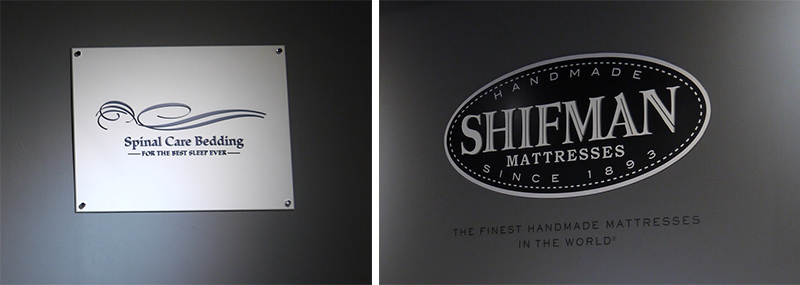 Spinal Care Bedding
FOR THE BEST SLEEP EVER
HANDMADE
SHIFMAN
MATTRESSES
SINCE 1893
THE FINEST HANDMADE MATTRESSES
IN THE WORLD®